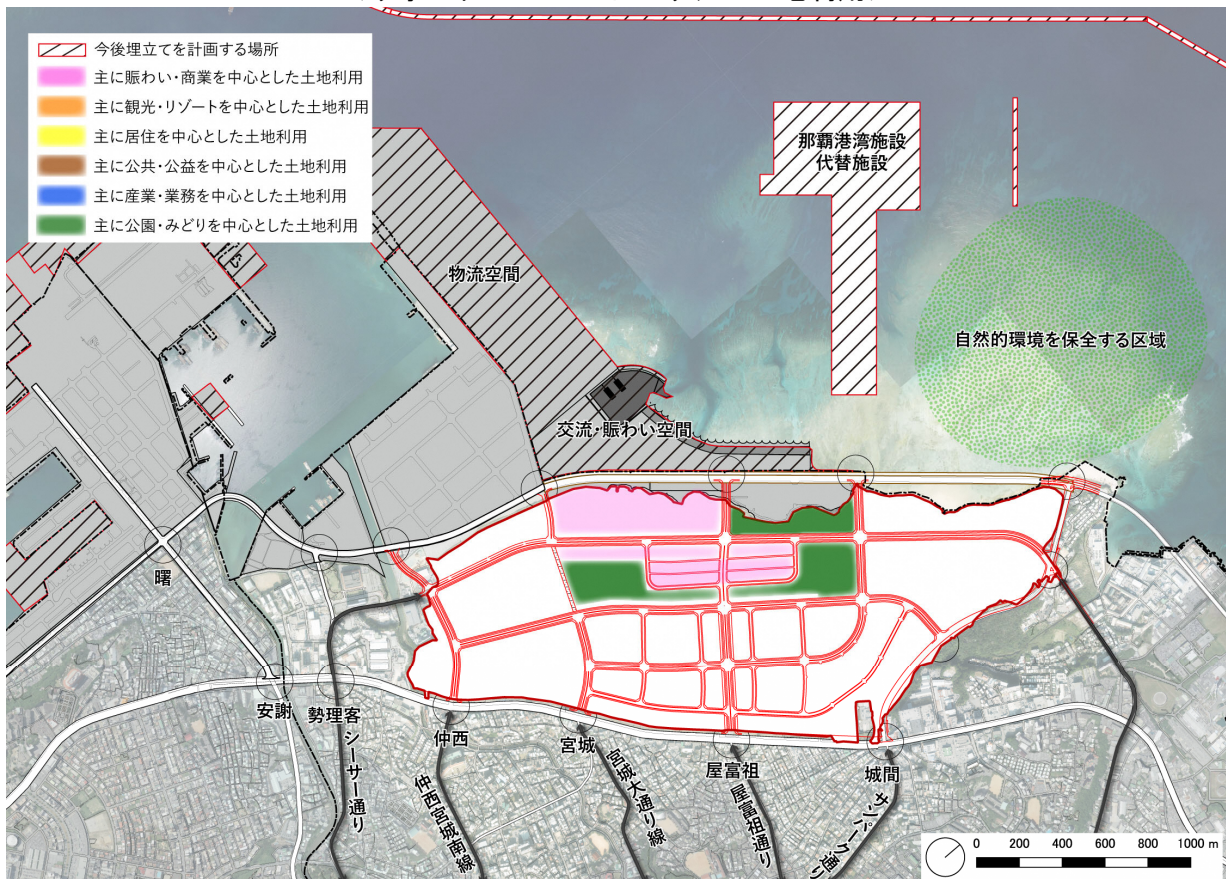 今後埋立てを計画する場所
主に賑わい・商業を中心とした土地利用
主に観光・リゾートを中心とした土地利用
主に居住を中心とした土地利用
主に公共・公益を中心とした土地利用
主に産業・業務を中心とした土地利用
主に公園・みどりを中心とした土地利用
那覇港湾施設
代替施設
物流空間
自然的環境を保全する区域
交流・賑わい空間
曙
安謝
勢理客
シーサー通り
仲西
仲西宮城南線
宮城
宮城大通り線
屋富祖
屋富祖通り
城間
サンパーク通り
0 200 400 600 800 1000 m